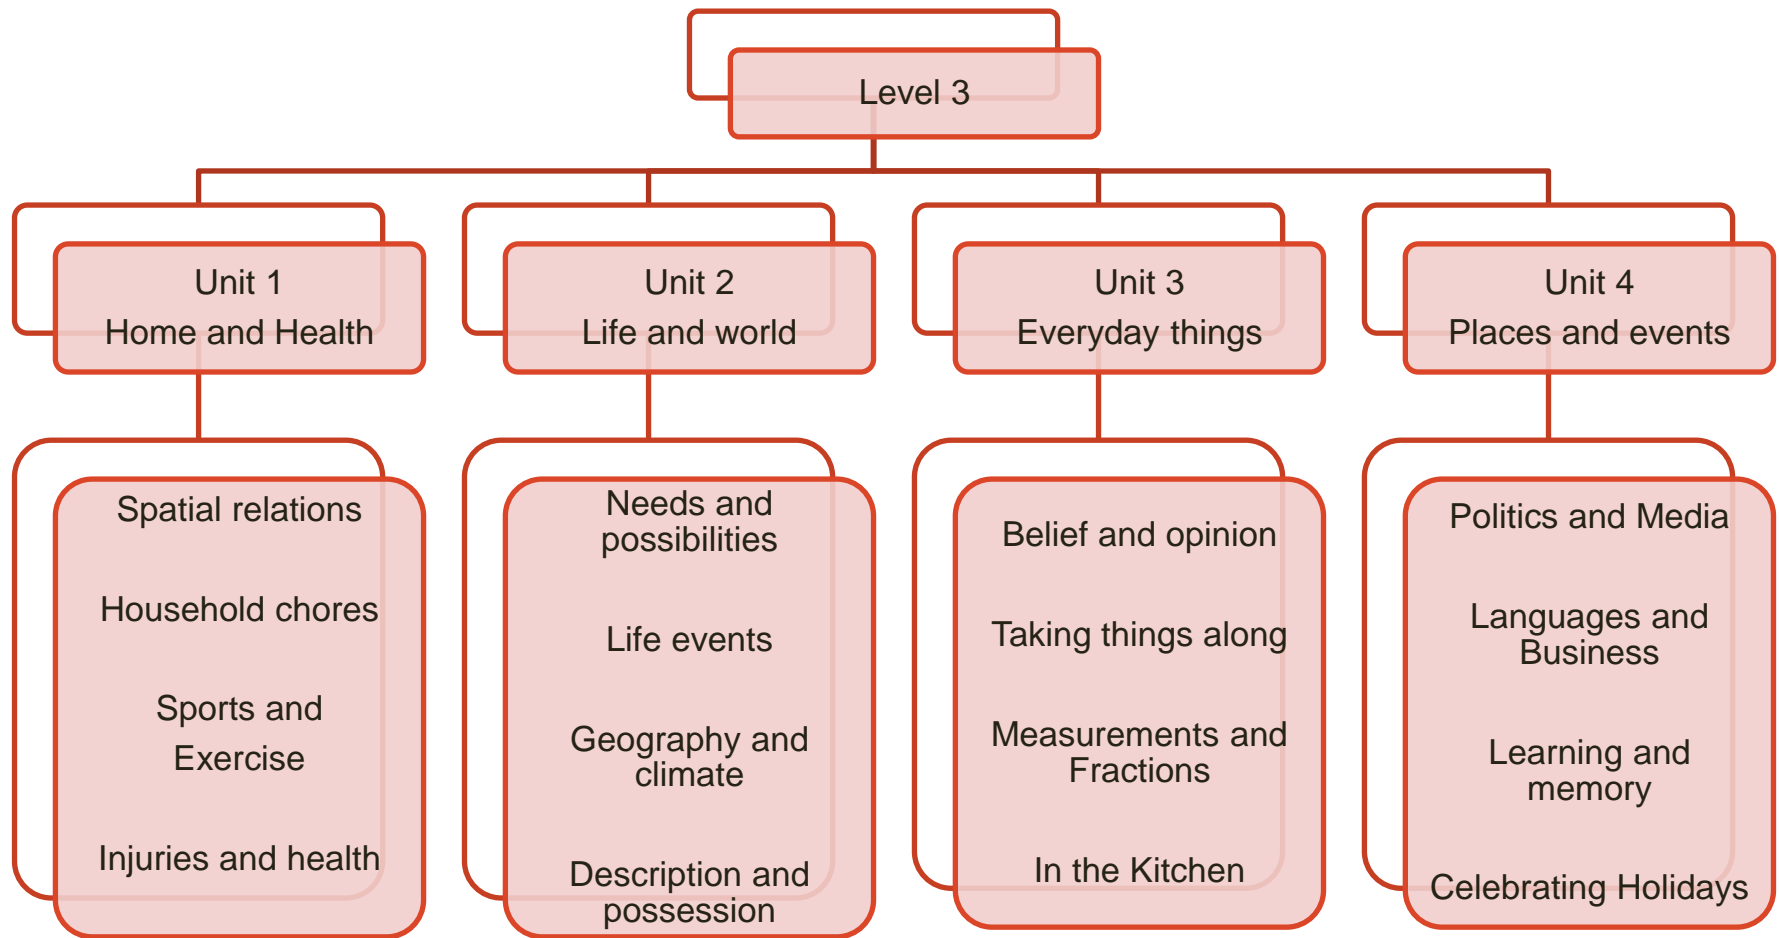 Level 3
Unit 1
Home and Health
Unit 2
Life and world
Unit 3
Everyday things
Unit 4
Places and events
Spatial relations
Household chores
Sports and
Exercise
Injuries and health
Needs and
possibilities
Life events
Geography and
climate
Description and
possession
Belief and opinion
Taking things along
Measurements and
Fractions
In the Kitchen
Politics and Media
Languages and
Business
Learning and
memory
Celebrating Holidays